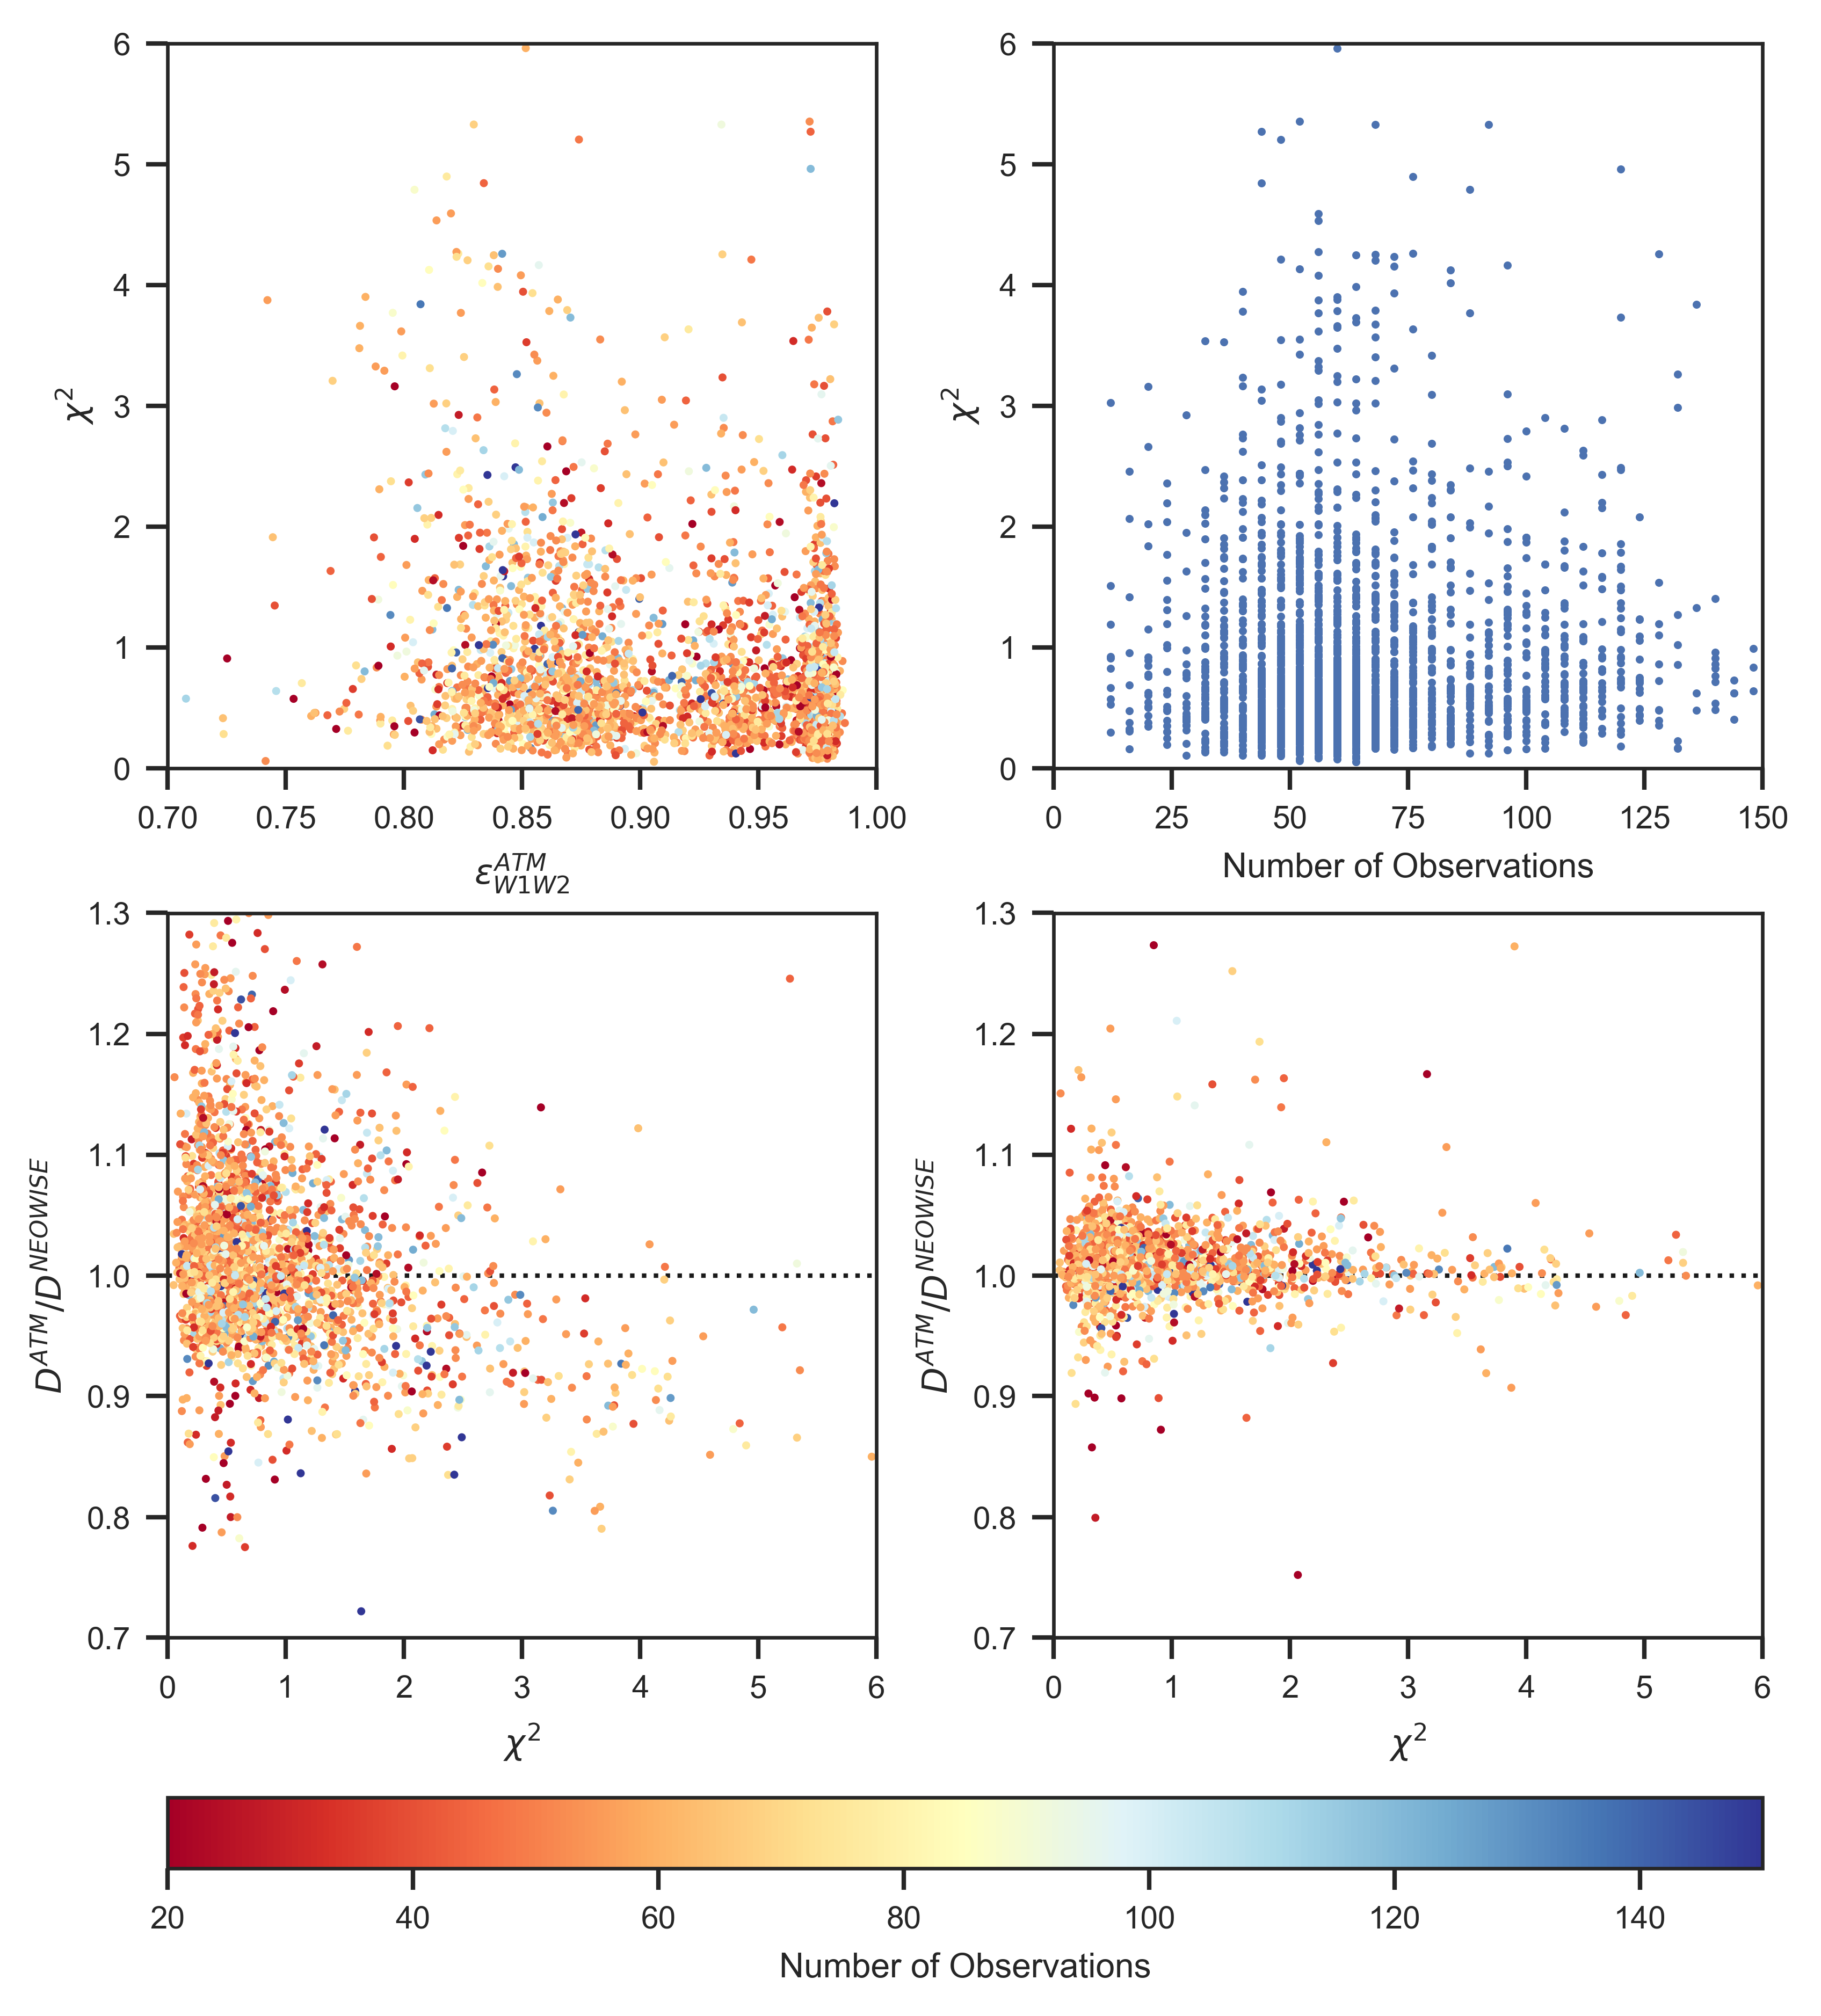 6
5
4
3
2
1
0
χ²
0.70 0.75 0.80 0.85 0.90 0.95 1.00
ε_{W1W2}^{ATM}
6
5
4
3
2
1
0
χ²
0 25 50 75 100 125 150
Number of Observations
1.3
1.2
1.1
1.0
0.9
0.8
0.7
D^{ATM}/D^{NEOWISE}
0 1 2 3 4 5 6
χ²
1.3
1.2
1.1
1.0
0.9
0.8
0.7
D^{ATM}/D^{NEOWISE}
0 1 2 3 4 5 6
χ²
20 40 60 80 100 120 140
Number of Observations